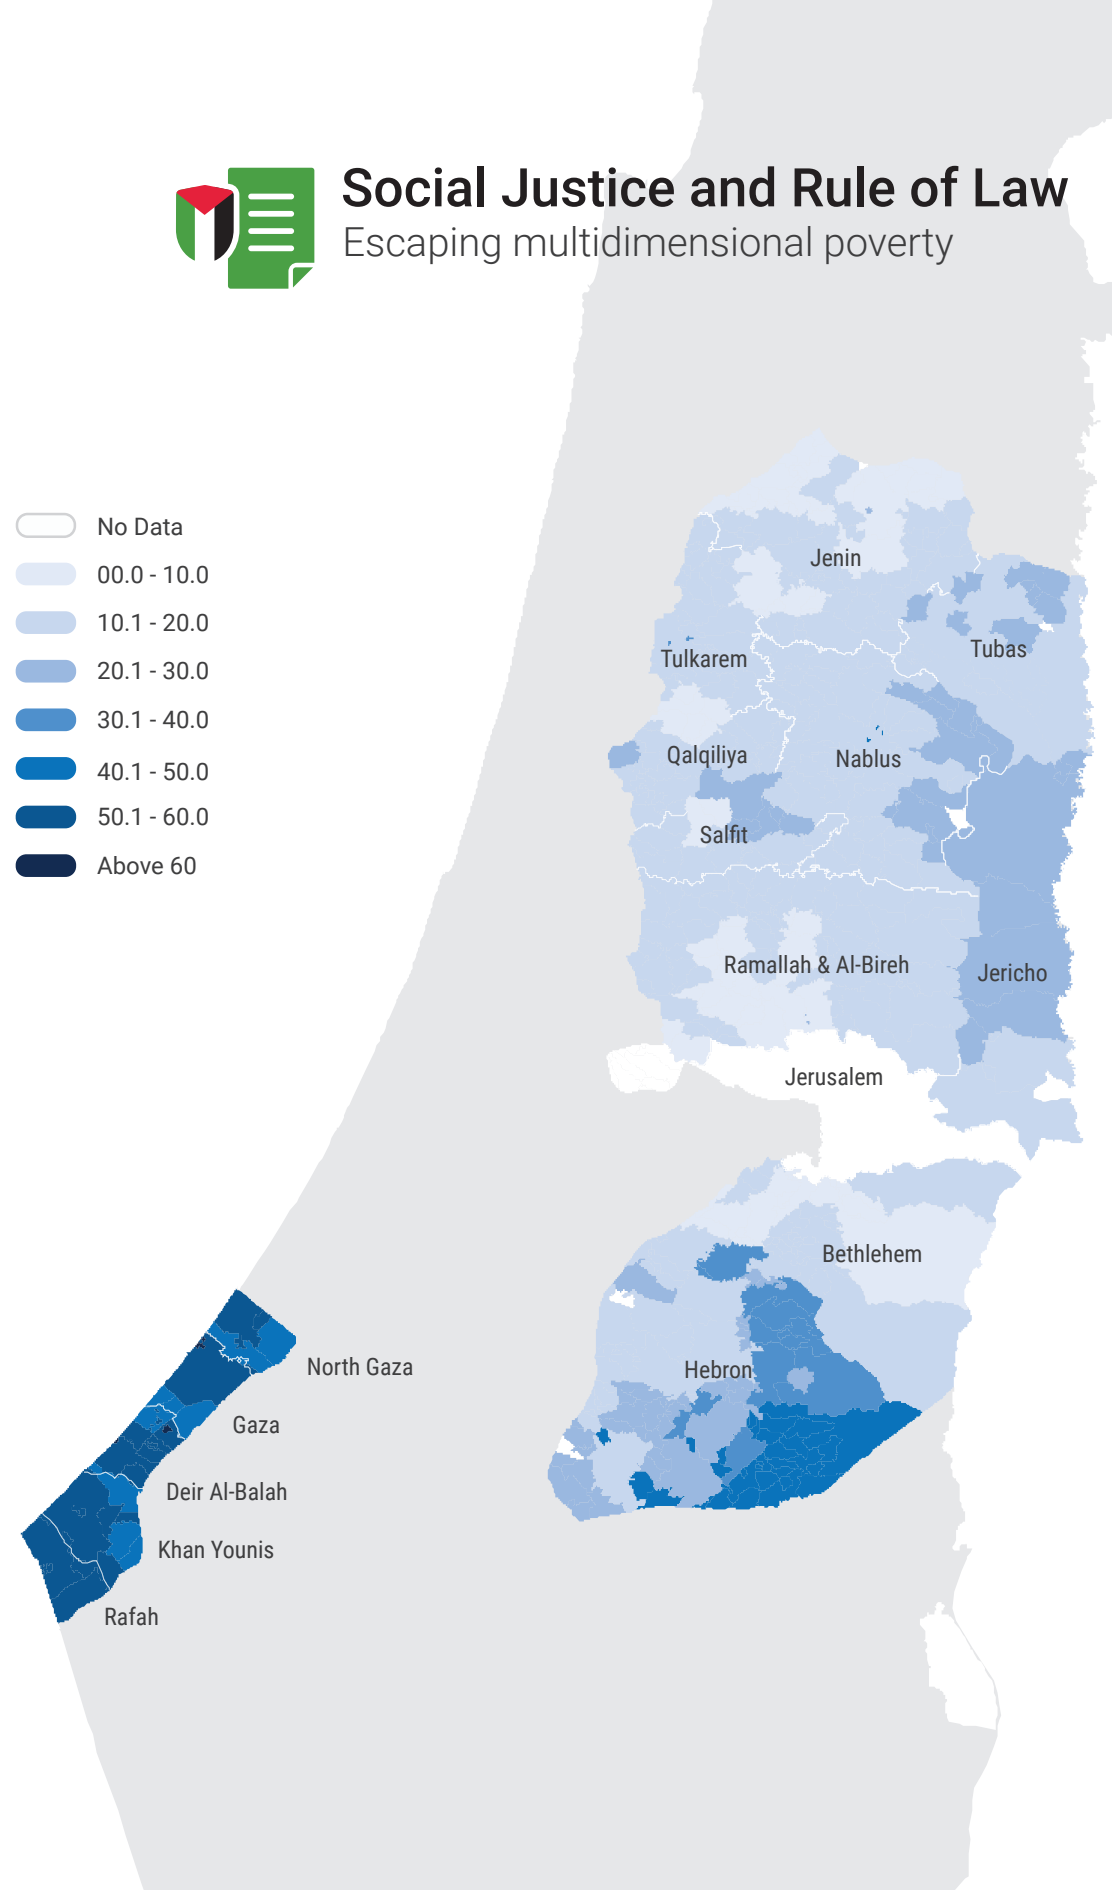 Social Justice and Rule of Law
Escaping multidimensional poverty
No Data
00.0 - 10.0
10.1 - 20.0
20.1 - 30.0
30.1 - 40.0
40.1 - 50.0
50.1 - 60.0
Above 60
Jenin
Tubas
Tulkarem
Qalqiliya
Nablus
Salfit
Ramallah & Al-Bireh
Jericho
Jerusalem
Bethlehem
Hebron
North Gaza
Gaza
Deir Al-Balah
Khan Younis
Rafah